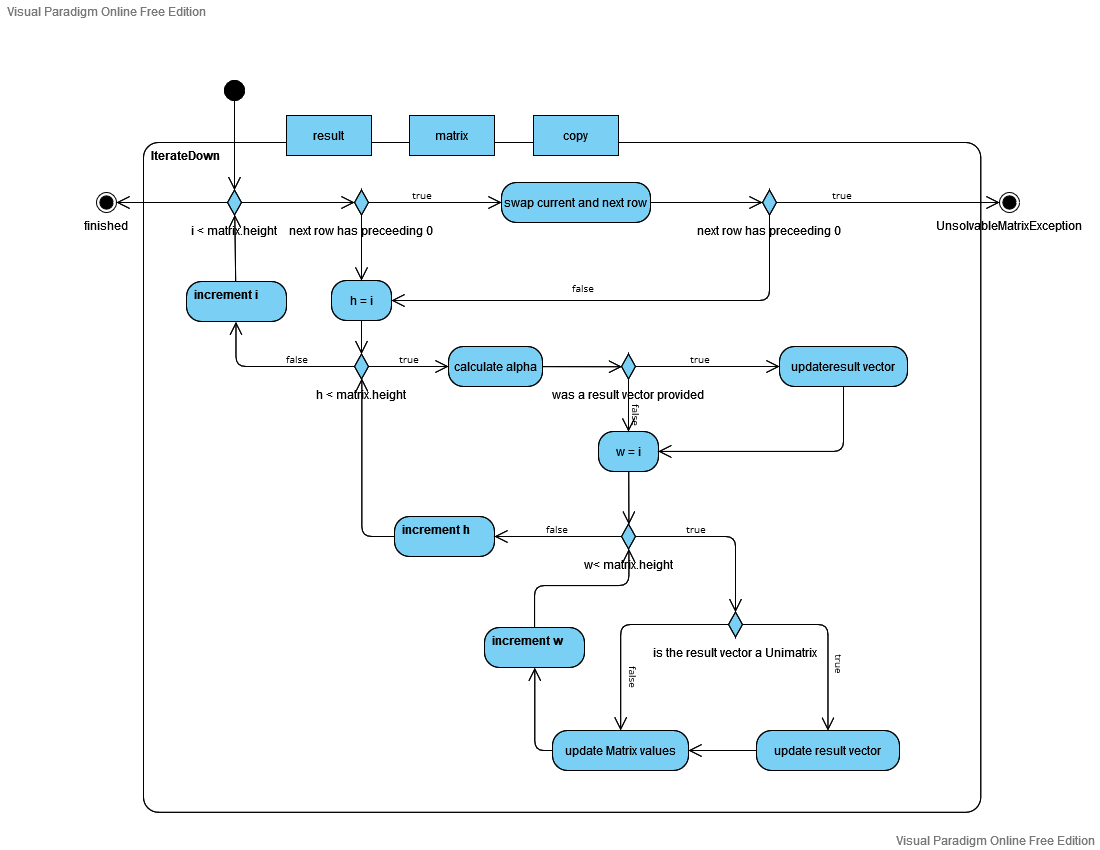 Visual Paradigm Online Free Edition
result
matrix
copy
IterateDown
true
true
swap current and next row
finished
i < matrix.height
next row has preceeding 0
next row has preceeding 0
UnsolvableMatrixException
increment i
h = i
false
false
true
calculate alpha
true
updateresult vector
h < matrix.height
was a result vector provided
false
w = i
increment h
false
true
w< matrix.height
increment w
is the result vector a Unimatrix
false
true
update Matrix values
update result vector
Visual Paradigm Online Free Edition